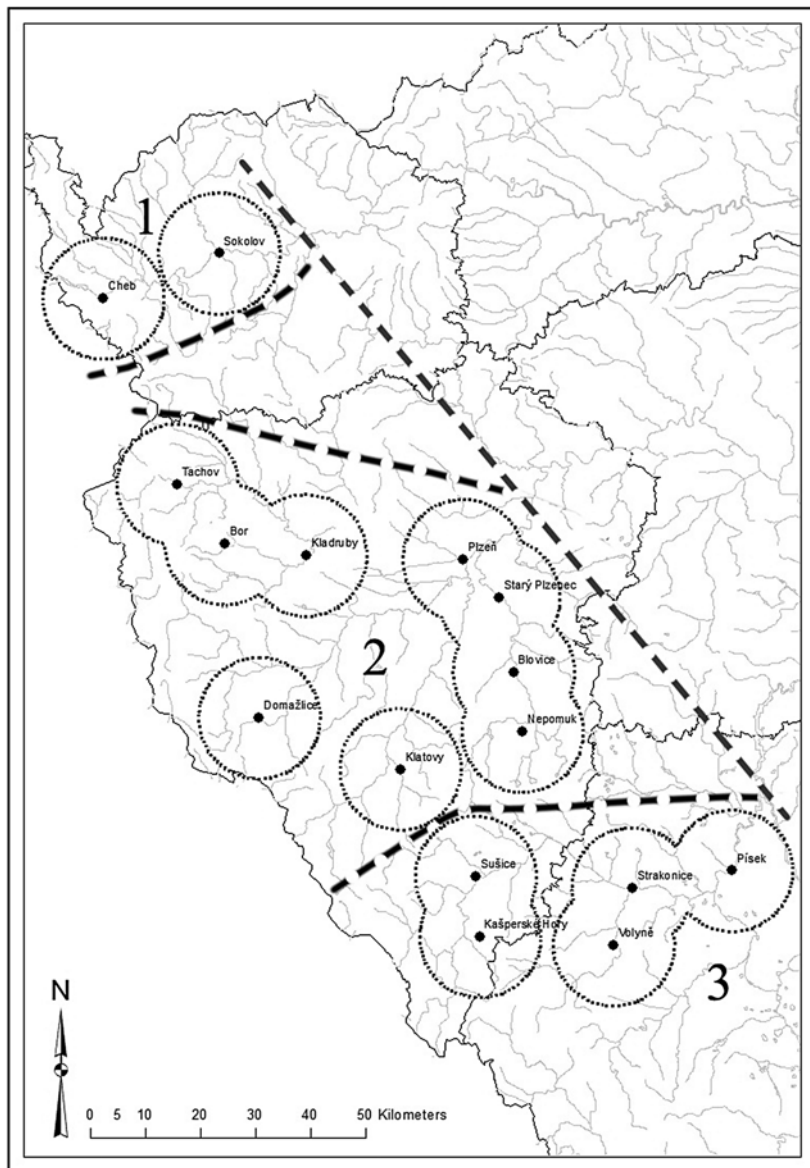 1
Sokolov
Cheb
Tachov
Bor
Kladruby
Plzeň
Starý Plzenec
2
Blovice
Domažlice
Nepomuk
Klatovy
Sušice
Písek
Strakonice
Kašperské Hory
Volyně
3
N
0 5 10 20 30 40 50 Kilometers